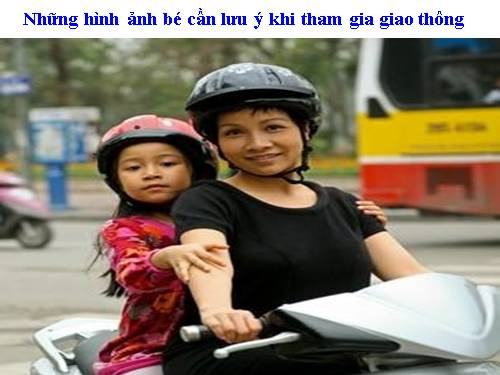 Những hình ảnh bé cần lưu ý khi tham gia giao thông